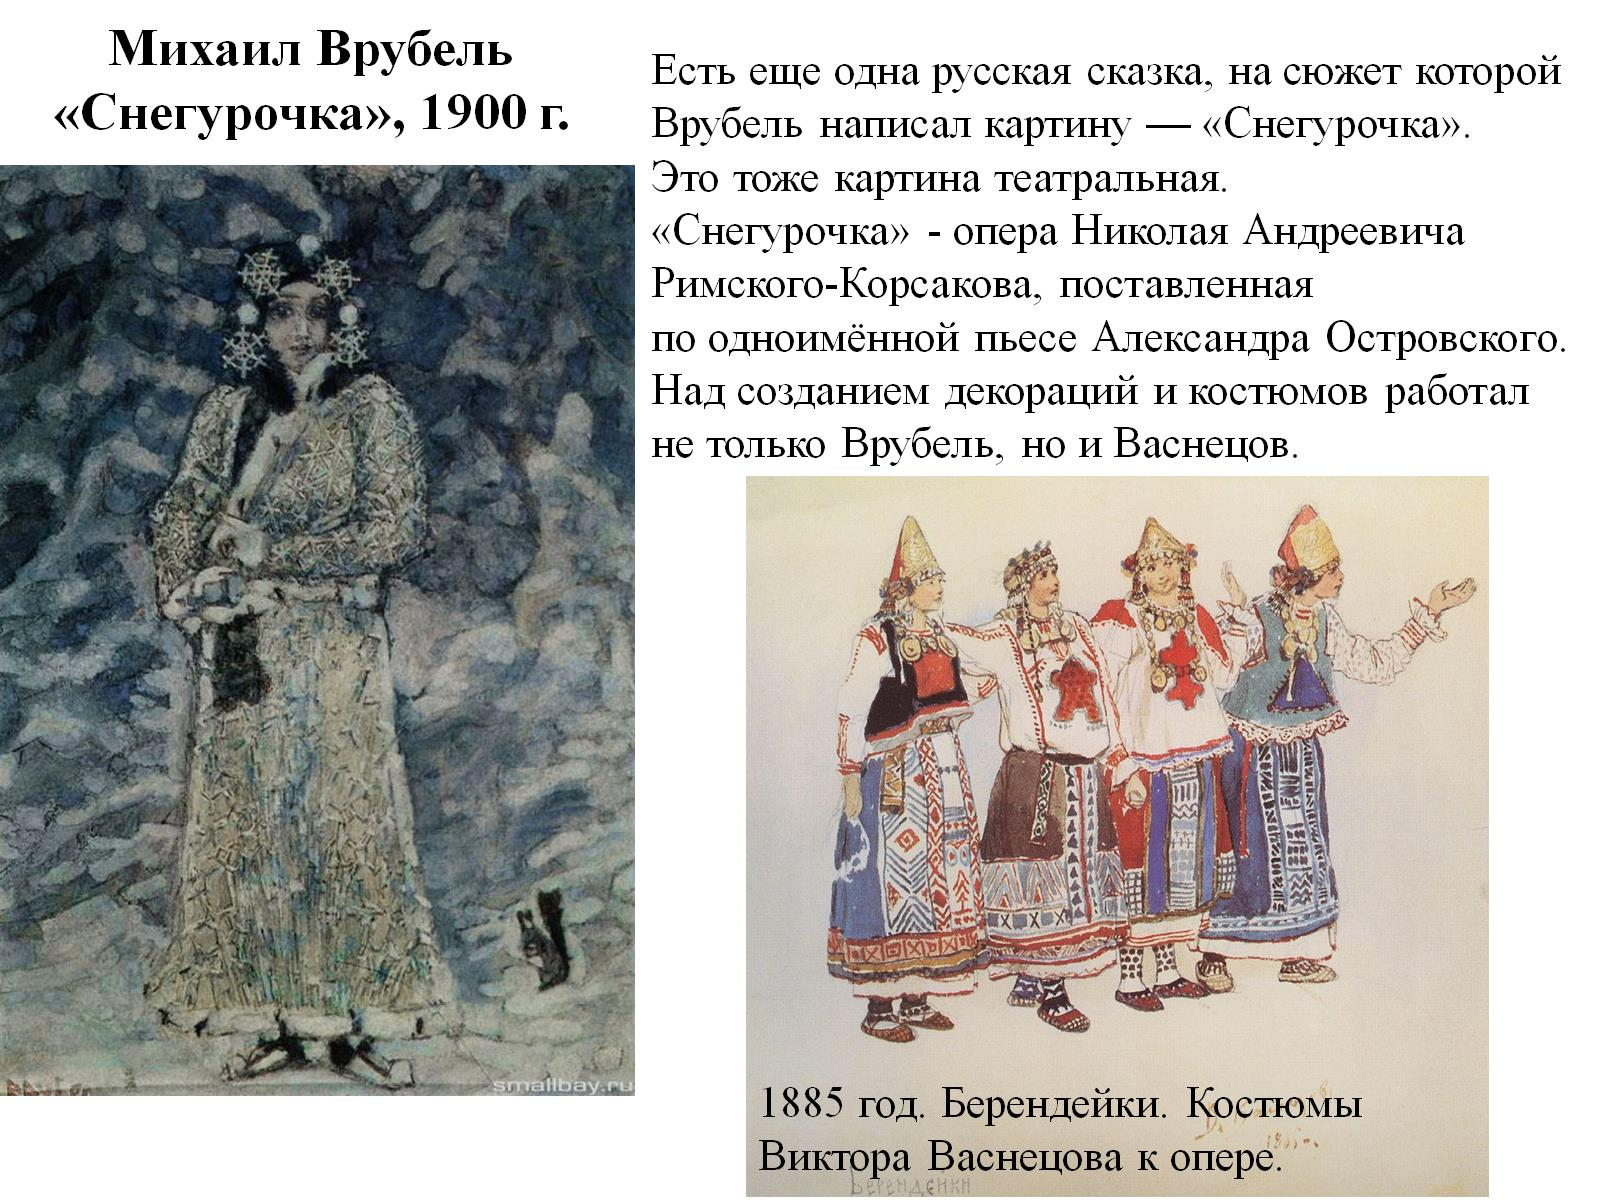 Михаил Врубель
«Снегурочка», 1900 г.
Есть еще одна русская сказка, на сюжет которой
Врубель написал картину — «Снегурочка».
Это тоже картина театральная.
«Снегурочка» - опера Николая Андреевича
Римского-Корсакова, поставленная
по одноимённой пьесе Александра Островского.
Над созданием декораций и костюмов работал
не только Врубель, но и Васнецов.
smallbay.ru
1885 год. Берендейки. Костюмы
Виктора Васнецова к опере.
Берендейки